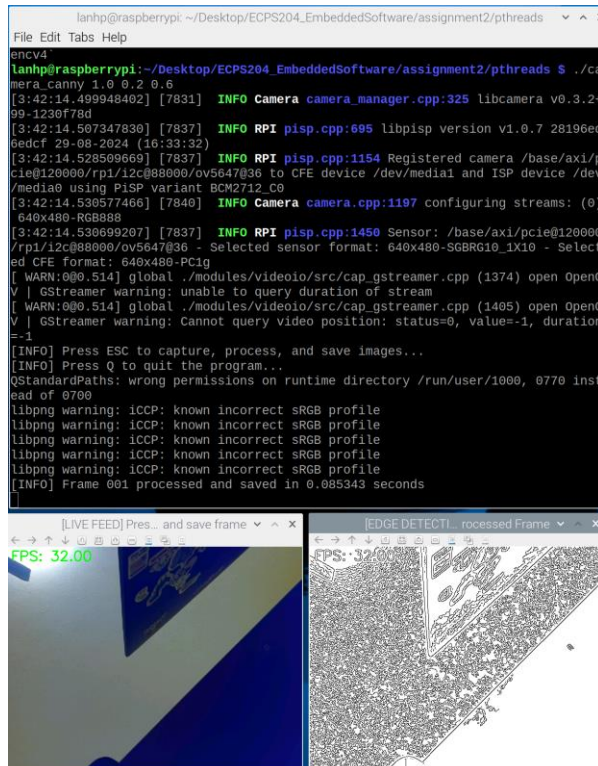 lanhp@raspberrypi: ~/Desktop/ECPS204_EmbeddedSoftware/assignment2/pthreads
File Edit Tabs Help
encv4`
lanhp@raspberrypi:~/Desktop/ECPS204_EmbeddedSoftware/assignment2/pthreads $ ./ca
mera_canny 1.0 0.2 0.6
[3:42:14.499948402] [7831]  INFO Camera camera_manager.cpp:325 libcamera v0.3.2+
99-1230f78d
[3:42:14.507347830] [7837]  INFO RPI pisp.cpp:695 libpisp version v1.0.7 28196ed
6edcf 29-08-2024 (16:33:32)
[3:42:14.528509669] [7837]  INFO RPI pisp.cpp:1154 Registered camera /base/axi/p
cie@120000/rp1/i2c@88000/ov5647@36 to CFE device /dev/media1 and ISP device /dev
/media0 using PiSP variant BCM2712_C0
[3:42:14.530577466] [7840]  INFO Camera camera.cpp:1197 configuring streams: (0)
 640x480-RGB888
[3:42:14.530699207] [7837]  INFO RPI pisp.cpp:1450 Sensor: /base/axi/pcie@120000
/rp1/i2c@88000/ov5647@36 - Selected sensor format: 640x480-SGBRG10_1X10 - Select
ed CFE format: 640x480-PC1g
[ WARN:0@0.514] global ./modules/videoio/src/cap_gstreamer.cpp (1374) open OpenC
V | GStreamer warning: unable to query duration of stream
[ WARN:0@0.514] global ./modules/videoio/src/cap_gstreamer.cpp (1405) open OpenC
V | GStreamer warning: Cannot query video position: status=0, value=-1, duration
=-1
[INFO] Press ESC to capture, process, and save images...
[INFO] Press Q to quit the program...
QStandardPaths: wrong permissions on runtime directory /run/user/1000, 0770 inst
ead of 0700
libpng warning: iCCP: known incorrect sRGB profile
libpng warning: iCCP: known incorrect sRGB profile
libpng warning: iCCP: known incorrect sRGB profile
libpng warning: iCCP: known incorrect sRGB profile
libpng warning: iCCP: known incorrect sRGB profile
[INFO] Frame 001 processed and saved in 0.085343 seconds
[LIVE FEED] Pres... and save frame
FPS: 32.00
[EDGE DETECTI... rocessed Frame
FPS: 32.00